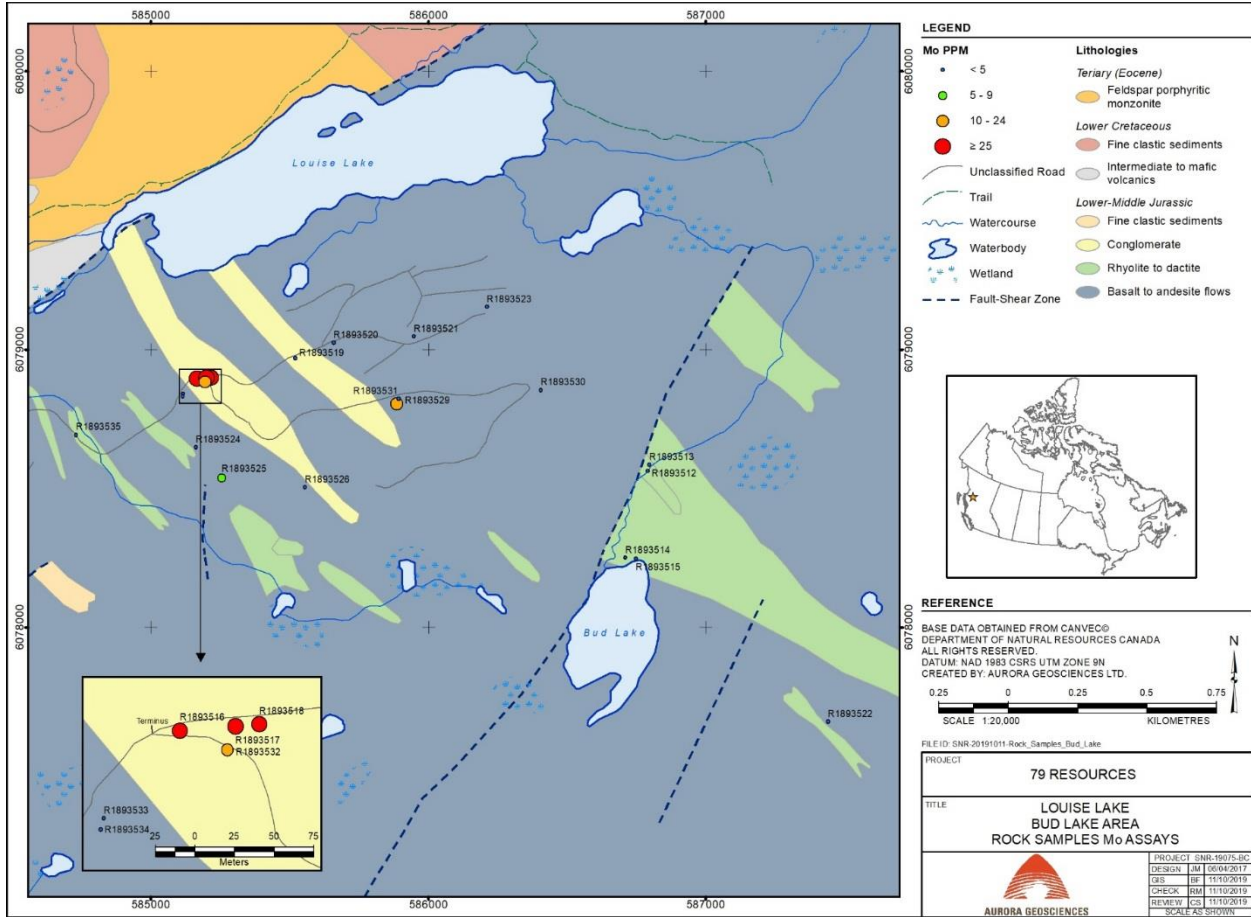 585000
586000
587000
6080000
6079000
6078000
6080000
6079000
6078000
585000
586000
587000
Louise Lake
R1893523
R1893520
R1893521
R1893519
R1893530
R1893531
R1893529
R1893535
R1893524
R1893525
R1893526
R1893513
R1893512
R1893514
R1893515
Bud Lake
R1893522
Terminus
R1893516
R1893518
R1893517
R1893532
R1893533
R1893534
25 0 25 50 75
Meters
LEGEND
Mo PPM
< 5
5 - 9
10 - 24
≥ 25
Unclassified Road
Trail
Watercourse
Waterbody
Wetland
Fault-Shear Zone
Lithologies
Teriary (Eocene)
Feldspar porphyritic
monzonite
Lower Cretaceous
Fine clastic sediments
Intermediate to mafic
volcanics
Lower-Middle Jurassic
Fine clastic sediments
Conglomerate
Rhyolite to dactite
Basalt to andesite flows
REFERENCE
BASE DATA OBTAINED FROM CANVEC©
DEPARTMENT OF NATURAL RESOURCES CANADA
ALL RIGHTS RESERVED.
DATUM: NAD 1983 CSRS UTM ZONE 9N
CREATED BY: AURORA GEOSCIENCES LTD.
N
0.25 0 0.25 0.5 0.75
SCALE 1:20,000 KILOMETRES
FILE ID: SNR-20191011-Rock_Samples_Bud_Lake
PROJECT
79 RESOURCES
TITLE
LOUISE LAKE
BUD LAKE AREA
ROCK SAMPLES Mo ASSAYS
AURORA GEOSCIENCES
PROJECT SNR-19075-BC
DESIGN JM 06/04/2017
GIS BF 11/10/2019
CHECK RM 11/10/2019
REVIEW CS 11/10/2019
SCALE AS SHOWN